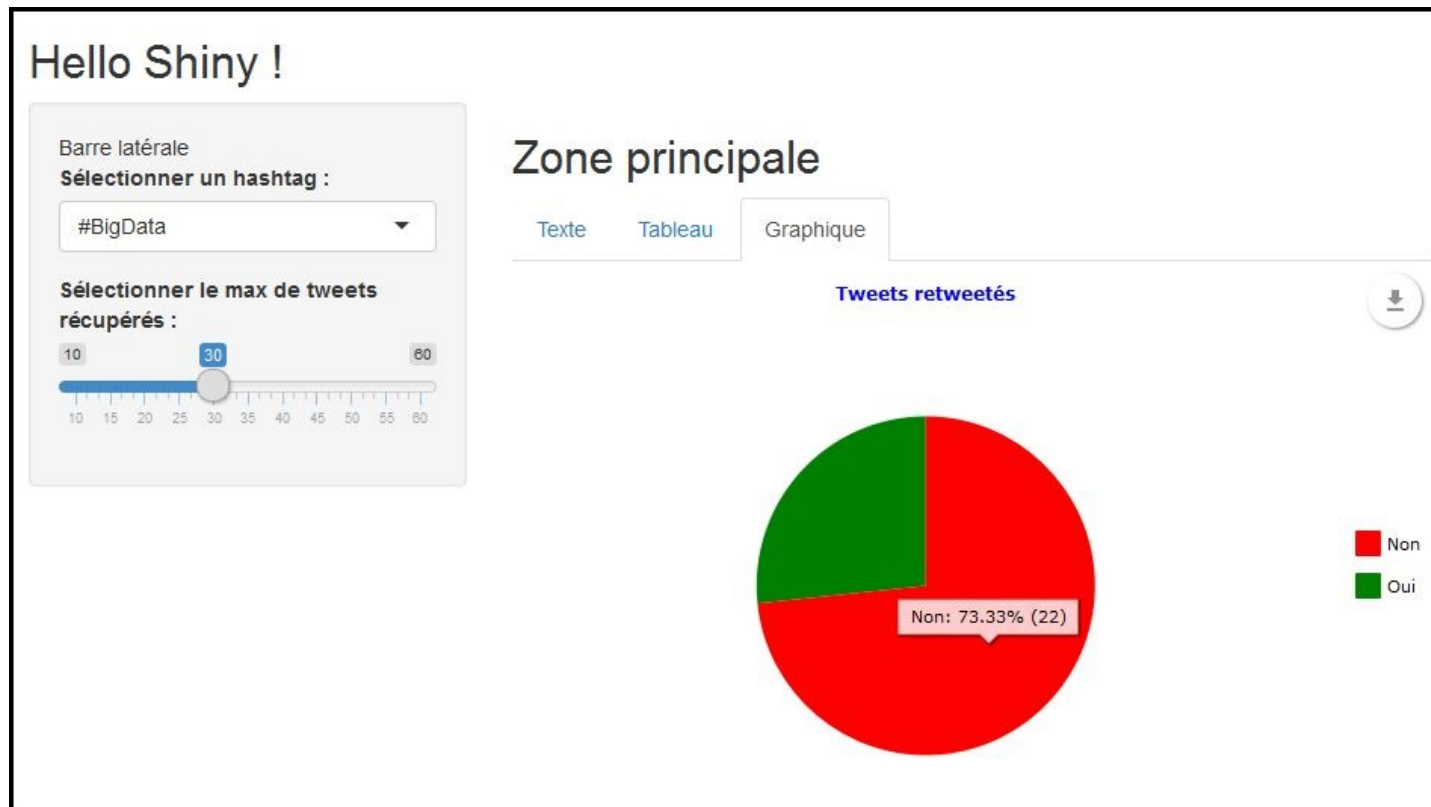 Hello Shiny !
Barre latérale
Sélectionner un hashtag :
#BigData
Sélectionner le max de tweets
récupérés :
10 30 60
10 15 20 25 30 35 40 45 50 55 60
Zone principale
Texte Tableau Graphique
Tweets retweetés
Non: 73.33% (22)
Non
Oui